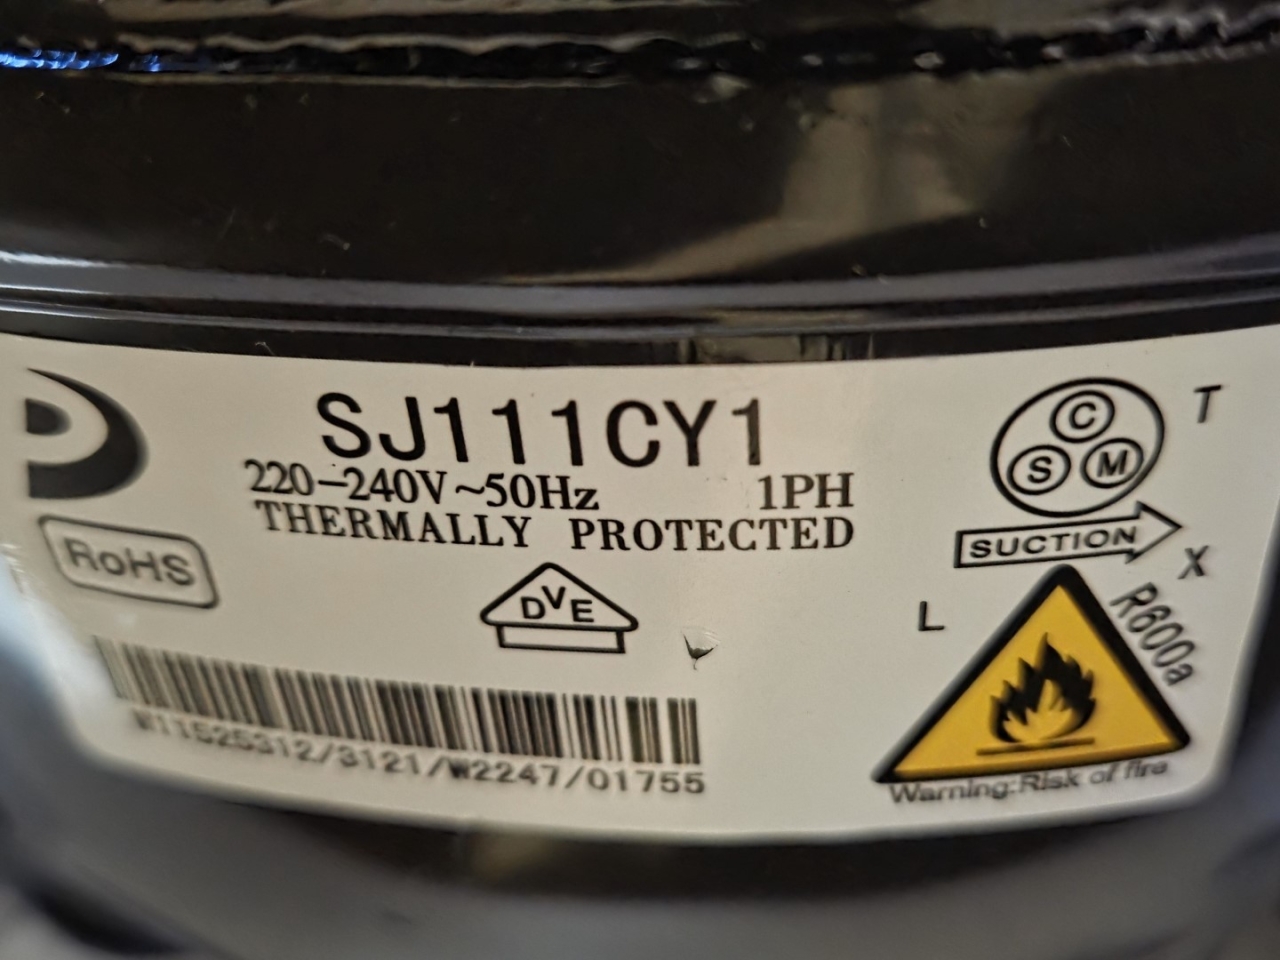 SJ111CY1
220-240V~50Hz 1PH
THERMALLY PROTECTED
RoHS
DVE
W11525312/3121/W2247/01755
C
S M
T
SUCTION
X
L
R600a
Warning:Risk of fire